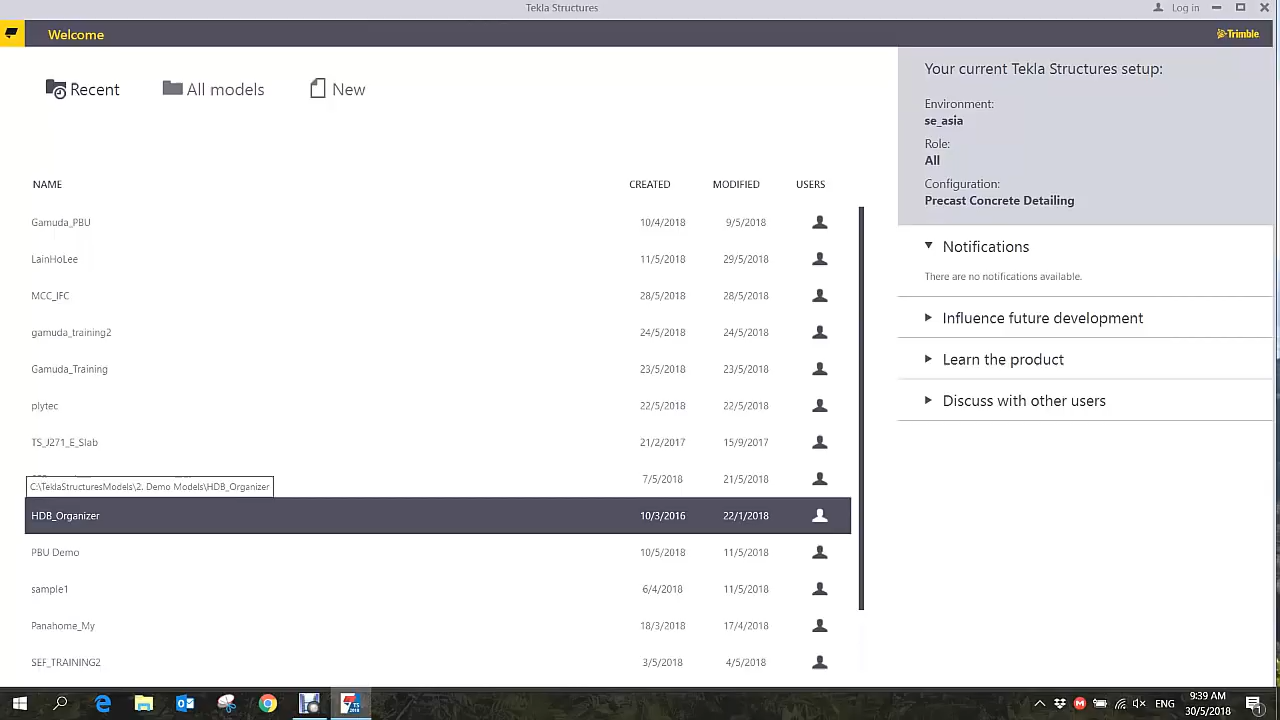 Tekla Structures
Log in
Welcome
Trimble
Recent
All models
New
NAME CREATED MODIFIED USERS
Gamuda_PBU 10/4/2018 9/5/2018
LainHoLee 11/5/2018 29/5/2018
MCC_IFC 28/5/2018 28/5/2018
gamuda_training2 24/5/2018 24/5/2018
Gamuda_Training 23/5/2018 23/5/2018
plytec 22/5/2018 22/5/2018
TS_J271_E_Slab 21/2/2017 15/9/2017
7/5/2018 21/5/2018
C:\TeklaStructuresModels\2. Demo Models\HDB_Organizer
HDB_Organizer 10/3/2016 22/1/2018
PBU Demo 10/5/2018 11/5/2018
sample1 6/4/2018 11/5/2018
Panahome_My 18/3/2018 17/4/2018
SEF_TRAINING2 3/5/2018 4/5/2018
Your current Tekla Structures setup:
Environment:
se_asia
Role:
All
Configuration:
Precast Concrete Detailing
Notifications
There are no notifications available.
Influence future development
Learn the product
Discuss with other users
ENG
9:39 AM
30/5/2018